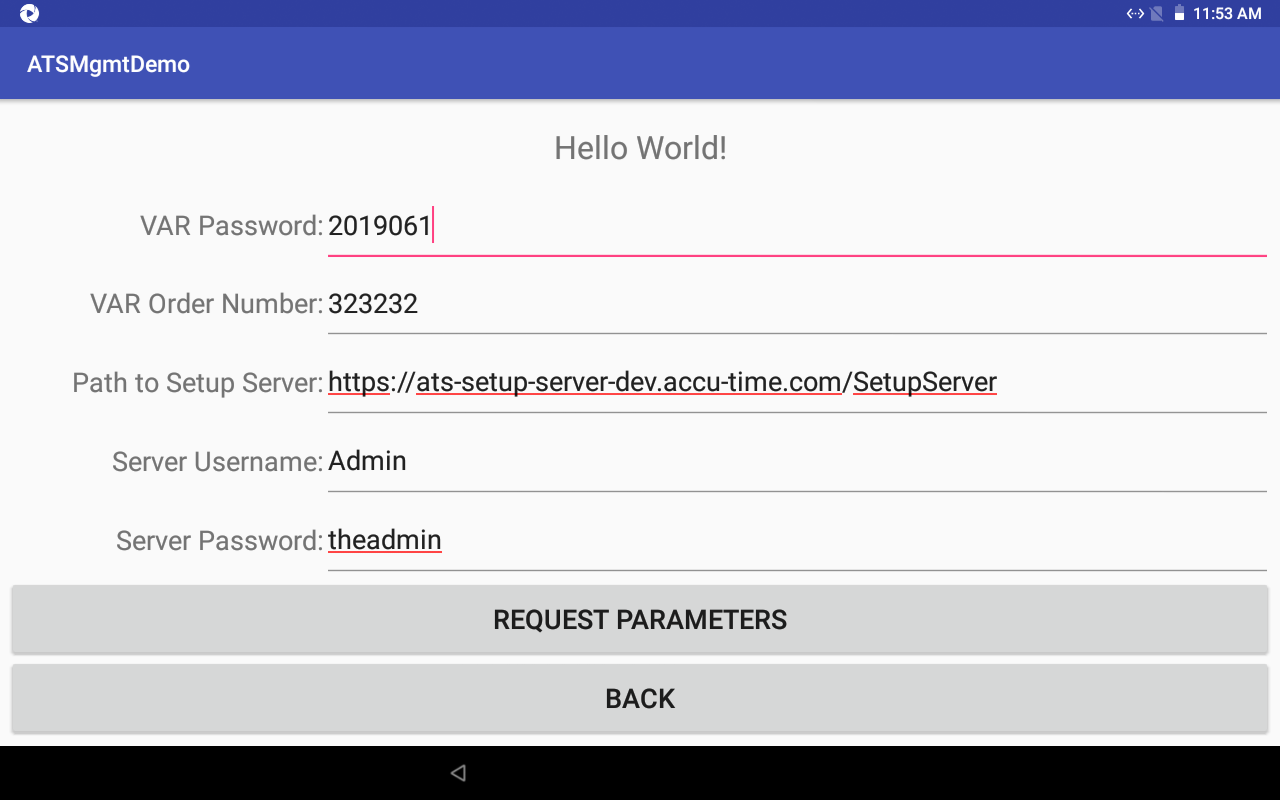 11:53 AM
ATSMgmtDemo
Hello World!
VAR Password: 2019061
VAR Order Number: 323232
Path to Setup Server: https://ats-setup-server-dev.accu-time.com/SetupServer
Server Username: Admin
Server Password: theadmin
REQUEST PARAMETERS
BACK